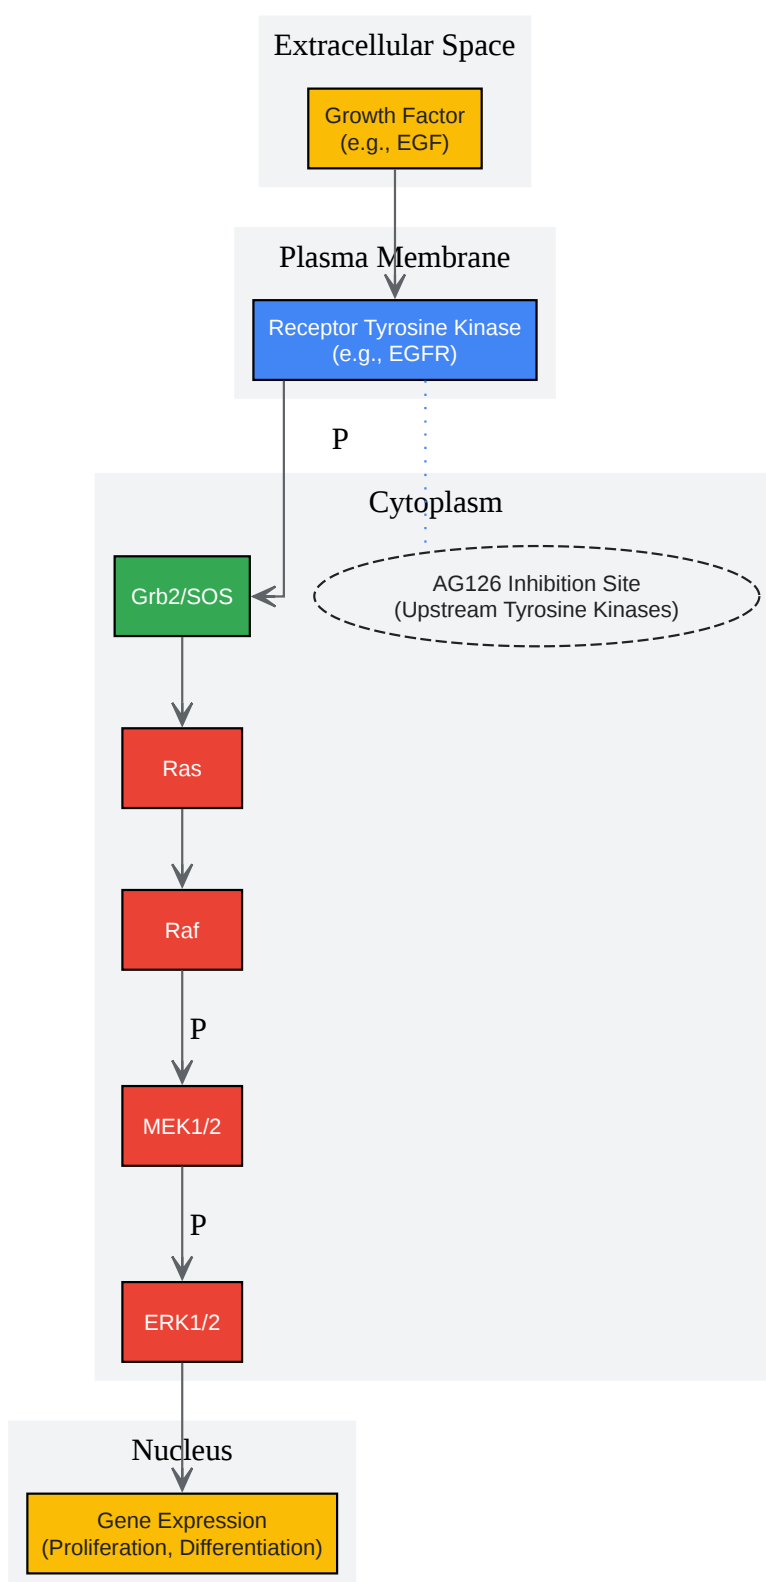 Extracellular Space
Growth Factor
(e.g., EGF)
Plasma Membrane
Receptor Tyrosine Kinase
(e.g., EGFR)
P
Cytoplasm
Grb2/SOS
AG126 Inhibition Site
(Upstream Tyrosine Kinases)
Ras
Raf
P
MEK1/2
P
ERK1/2
Nucleus
Gene Expression
(Proliferation, Differentiation)